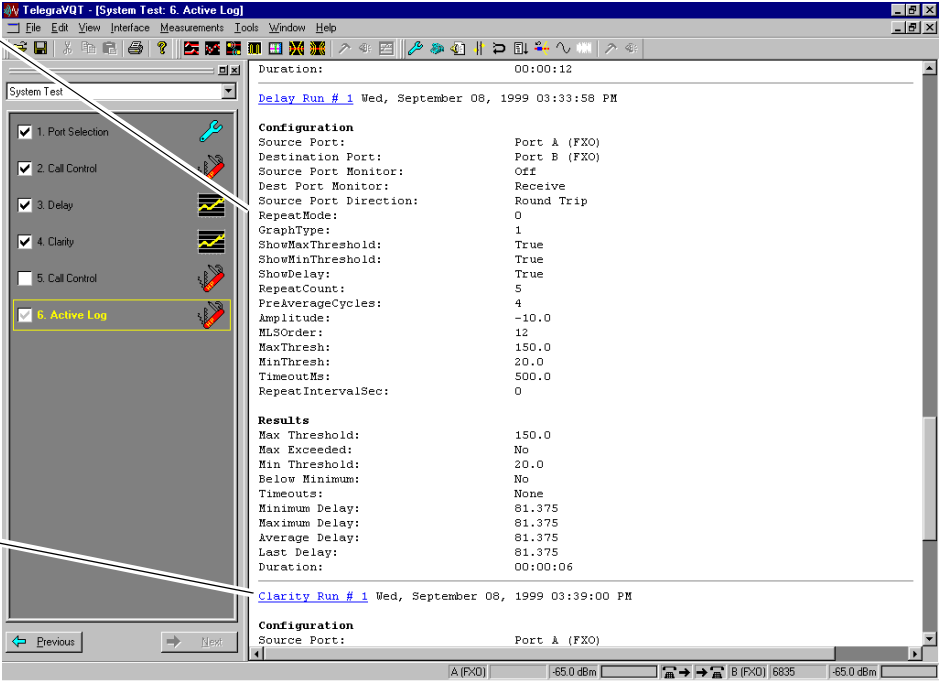 TelegraVQT - [System Test: 6. Active Log]
File Edit View Interface Measurements Tools Window Help
System Test
1. Port Selection
2. Call Control
3. Delay
4. Clarity
5. Call Control
6. Active Log
Previous
Next
Duration: 00:00:12
Delay Run # 1 Wed, September 08, 1999 03:33:58 PM
Configuration
Source Port: Port A (FXO)
Destination Port: Port B (FXO)
Source Port Monitor: Off
Dest Port Monitor: Receive
Source Port Direction: Round Trip
RepeatMode: 0
GraphType: 1
ShowMaxThreshold: True
ShowMinThreshold: True
ShowDelay: True
RepeatCount: 5
PreAverageCycles: 4
Amplitude: -10.0
MLSOrder: 12
MaxThresh: 150.0
MinThresh: 20.0
TimeoutMs: 500.0
RepeatIntervalSec: 0
Results
Max Threshold: 150.0
Max Exceeded: No
Min Threshold: 20.0
Below Minimum: No
Timeouts: None
Minimum Delay: 81.375
Maximum Delay: 81.375
Average Delay: 81.375
Last Delay: 81.375
Duration: 00:00:06
Clarity Run # 1 Wed, September 08, 1999 03:39:00 PM
Configuration
Source Port: Port A (FXO)
A (FXO) -65.0 dBm B (FXO) 6835 -65.0 dBm